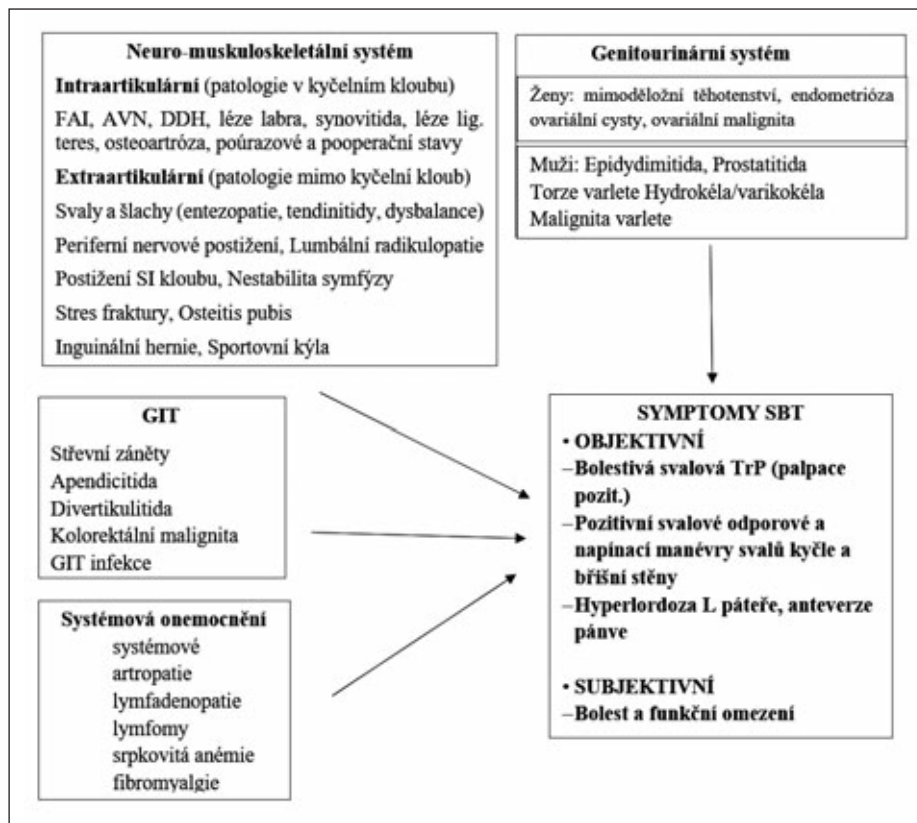 Neuro-muskuloskeletální systém
Intraartikulární (patologie v kyčelním kloubu)
FAI, AVN, DDH, léze labra, synovitida, léze lig.
teres, osteoartróza, poúrazové a pooperační stavy
Extraartikulární (patologie mimo kyčelní kloub)
Svaly a šlachy (entezopatie, tendinitidy, dysbalance)
Periferní nervové postižení, Lumbální radikulopatie
Postižení SI kloubu, Nestabilita symfýzy
Stres fraktury, Osteitis pubis
Inguinální hernie, Sportovní kýla
Genitourinární systém
Ženy: mimoděložní těhotenství, endometrióza
ovariální cysty, ovariální malignita
Muži: Epidydimitida, Prostatitida
Torze varlete Hydrokéla/varikokéla
Malignita varlete
GIT
Střevní záněty
Apendicitida
Divertikulitida
Kolorektální malignita
GIT infekce
Systémová onemocnění
systémové
artropatie
lymfadenopatie
lymfomy
srpkovitá anémie
fibromyalgie
SYMPTOMY SBT
• OBJEKTIVNÍ
–Bolestivá svalová TrP (palpace
pozit.)
–Pozitivní svalové odporové a
napínací manévry svalů kyčle a
břišní stěny
–Hyperlordoza L páteře, anteverze
pánve
• SUBJEKTIVNÍ
–Bolest a funkční omezení